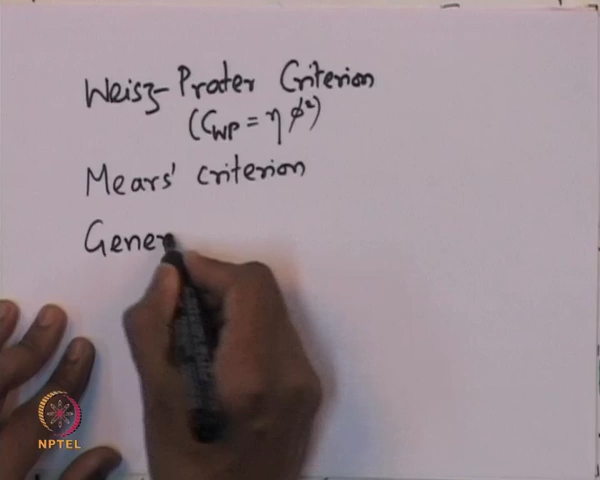 Weisz-Prater Criterion
(C_WP = η φ²)
Mears' criterion
Gener
NPTEL